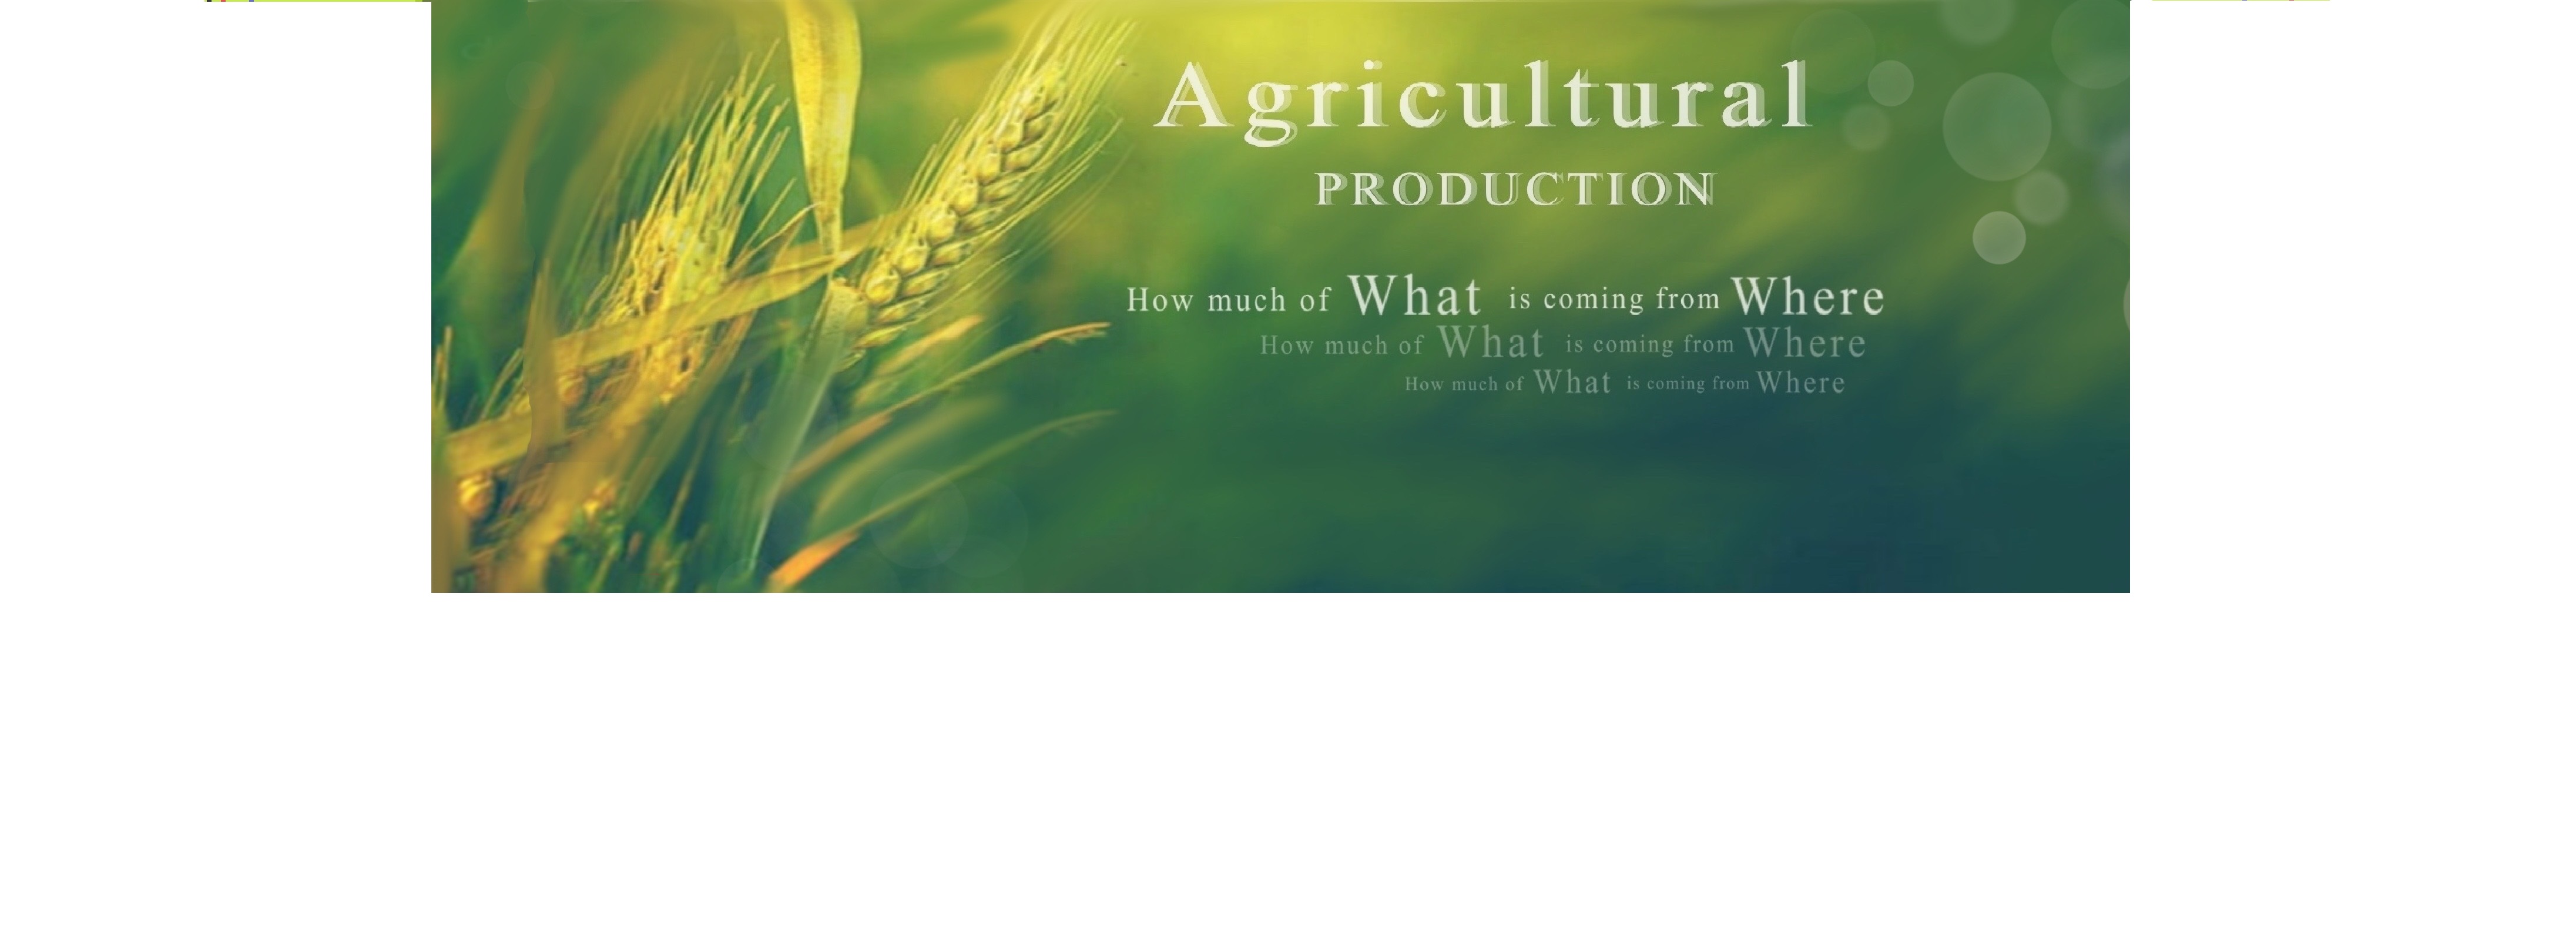 Agricultural
PRODUCTION
How much of What is coming from Where
How much of What is coming from Where
How much of What is coming from Where